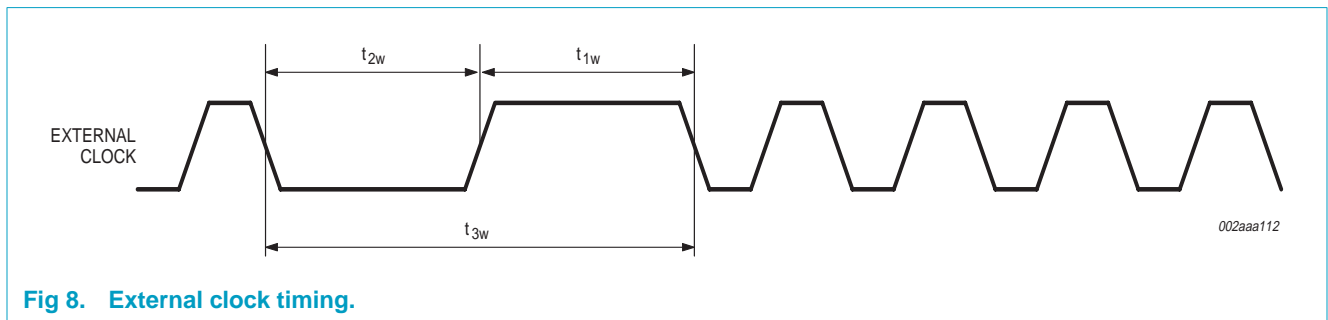 t2w
t1w
EXTERNAL
CLOCK
t3w
002aaa112
Fig 8. External clock timing.